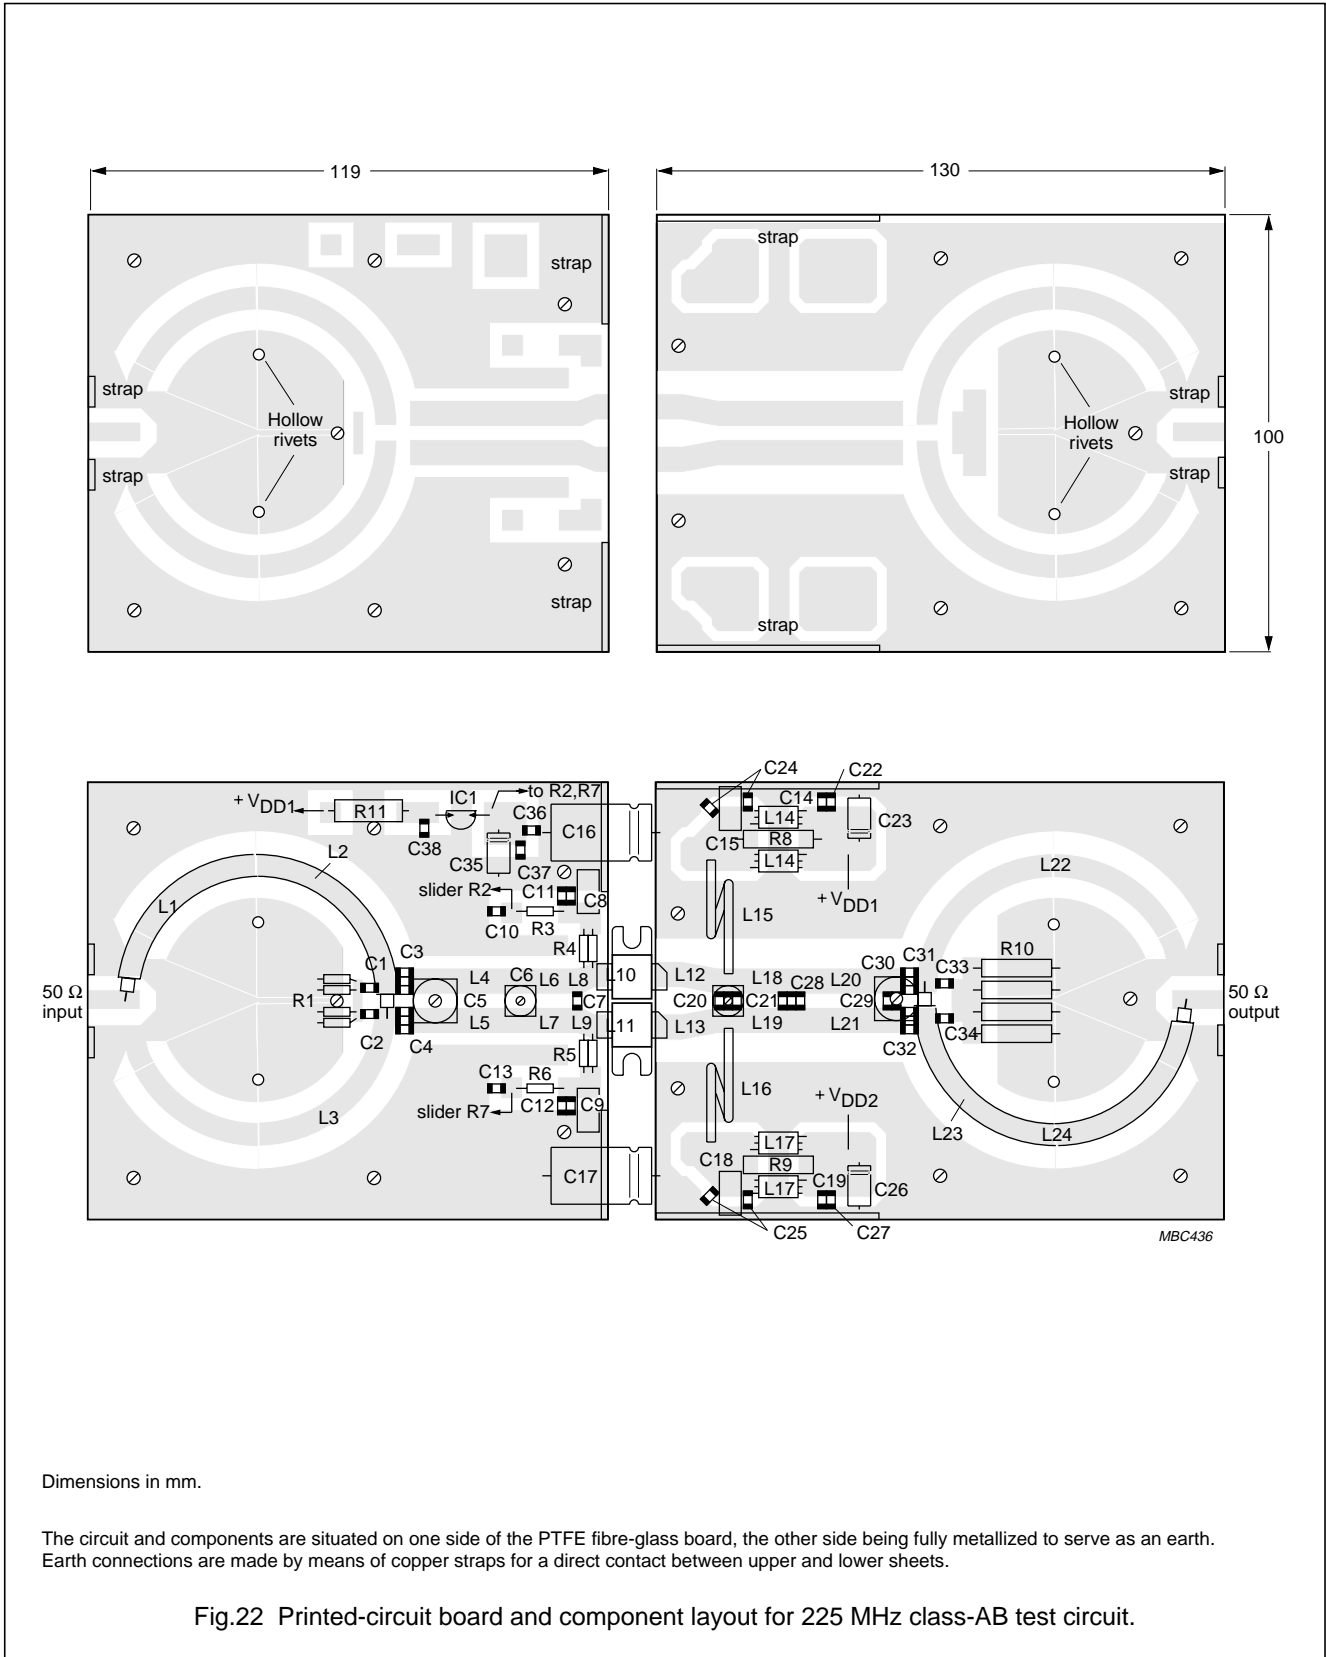 119
130
strap
strap
strap
strap
Hollow
rivets
Hollow
rivets
100
strap
strap
strap
strap
C24
C22
+ VDD1
R11
IC1
to R2,R7
C36
C16
C14
L14
C23
C38
C35
C37
C15
R8
L2
L14
L22
slider R2
C11
C8
+ VDD1
L1
C10
R3
L15
R4
C3
C1
L4
C6
L6
L8
L10
L12
L18
C30
C31
L20
C33
R10
50 Ω
input
R1
C5
C7
C20
C21
C28
C29
50 Ω
output
L5
L7
L9
L11
L13
L19
L21
C2
C4
C32
C34
R5
C13
R6
L16
+ VDD2
slider R7
C12
C9
L3
L23
L24
L17
C18
R9
C17
L17
C19
C26
C25
C27
MBC436
Dimensions in mm.
The circuit and components are situated on one side of the PTFE fibre-glass board, the other side being fully metallized to serve as an earth.
Earth connections are made by means of copper straps for a direct contact between upper and lower sheets.
Fig.22 Printed-circuit board and component layout for 225 MHz class-AB test circuit.